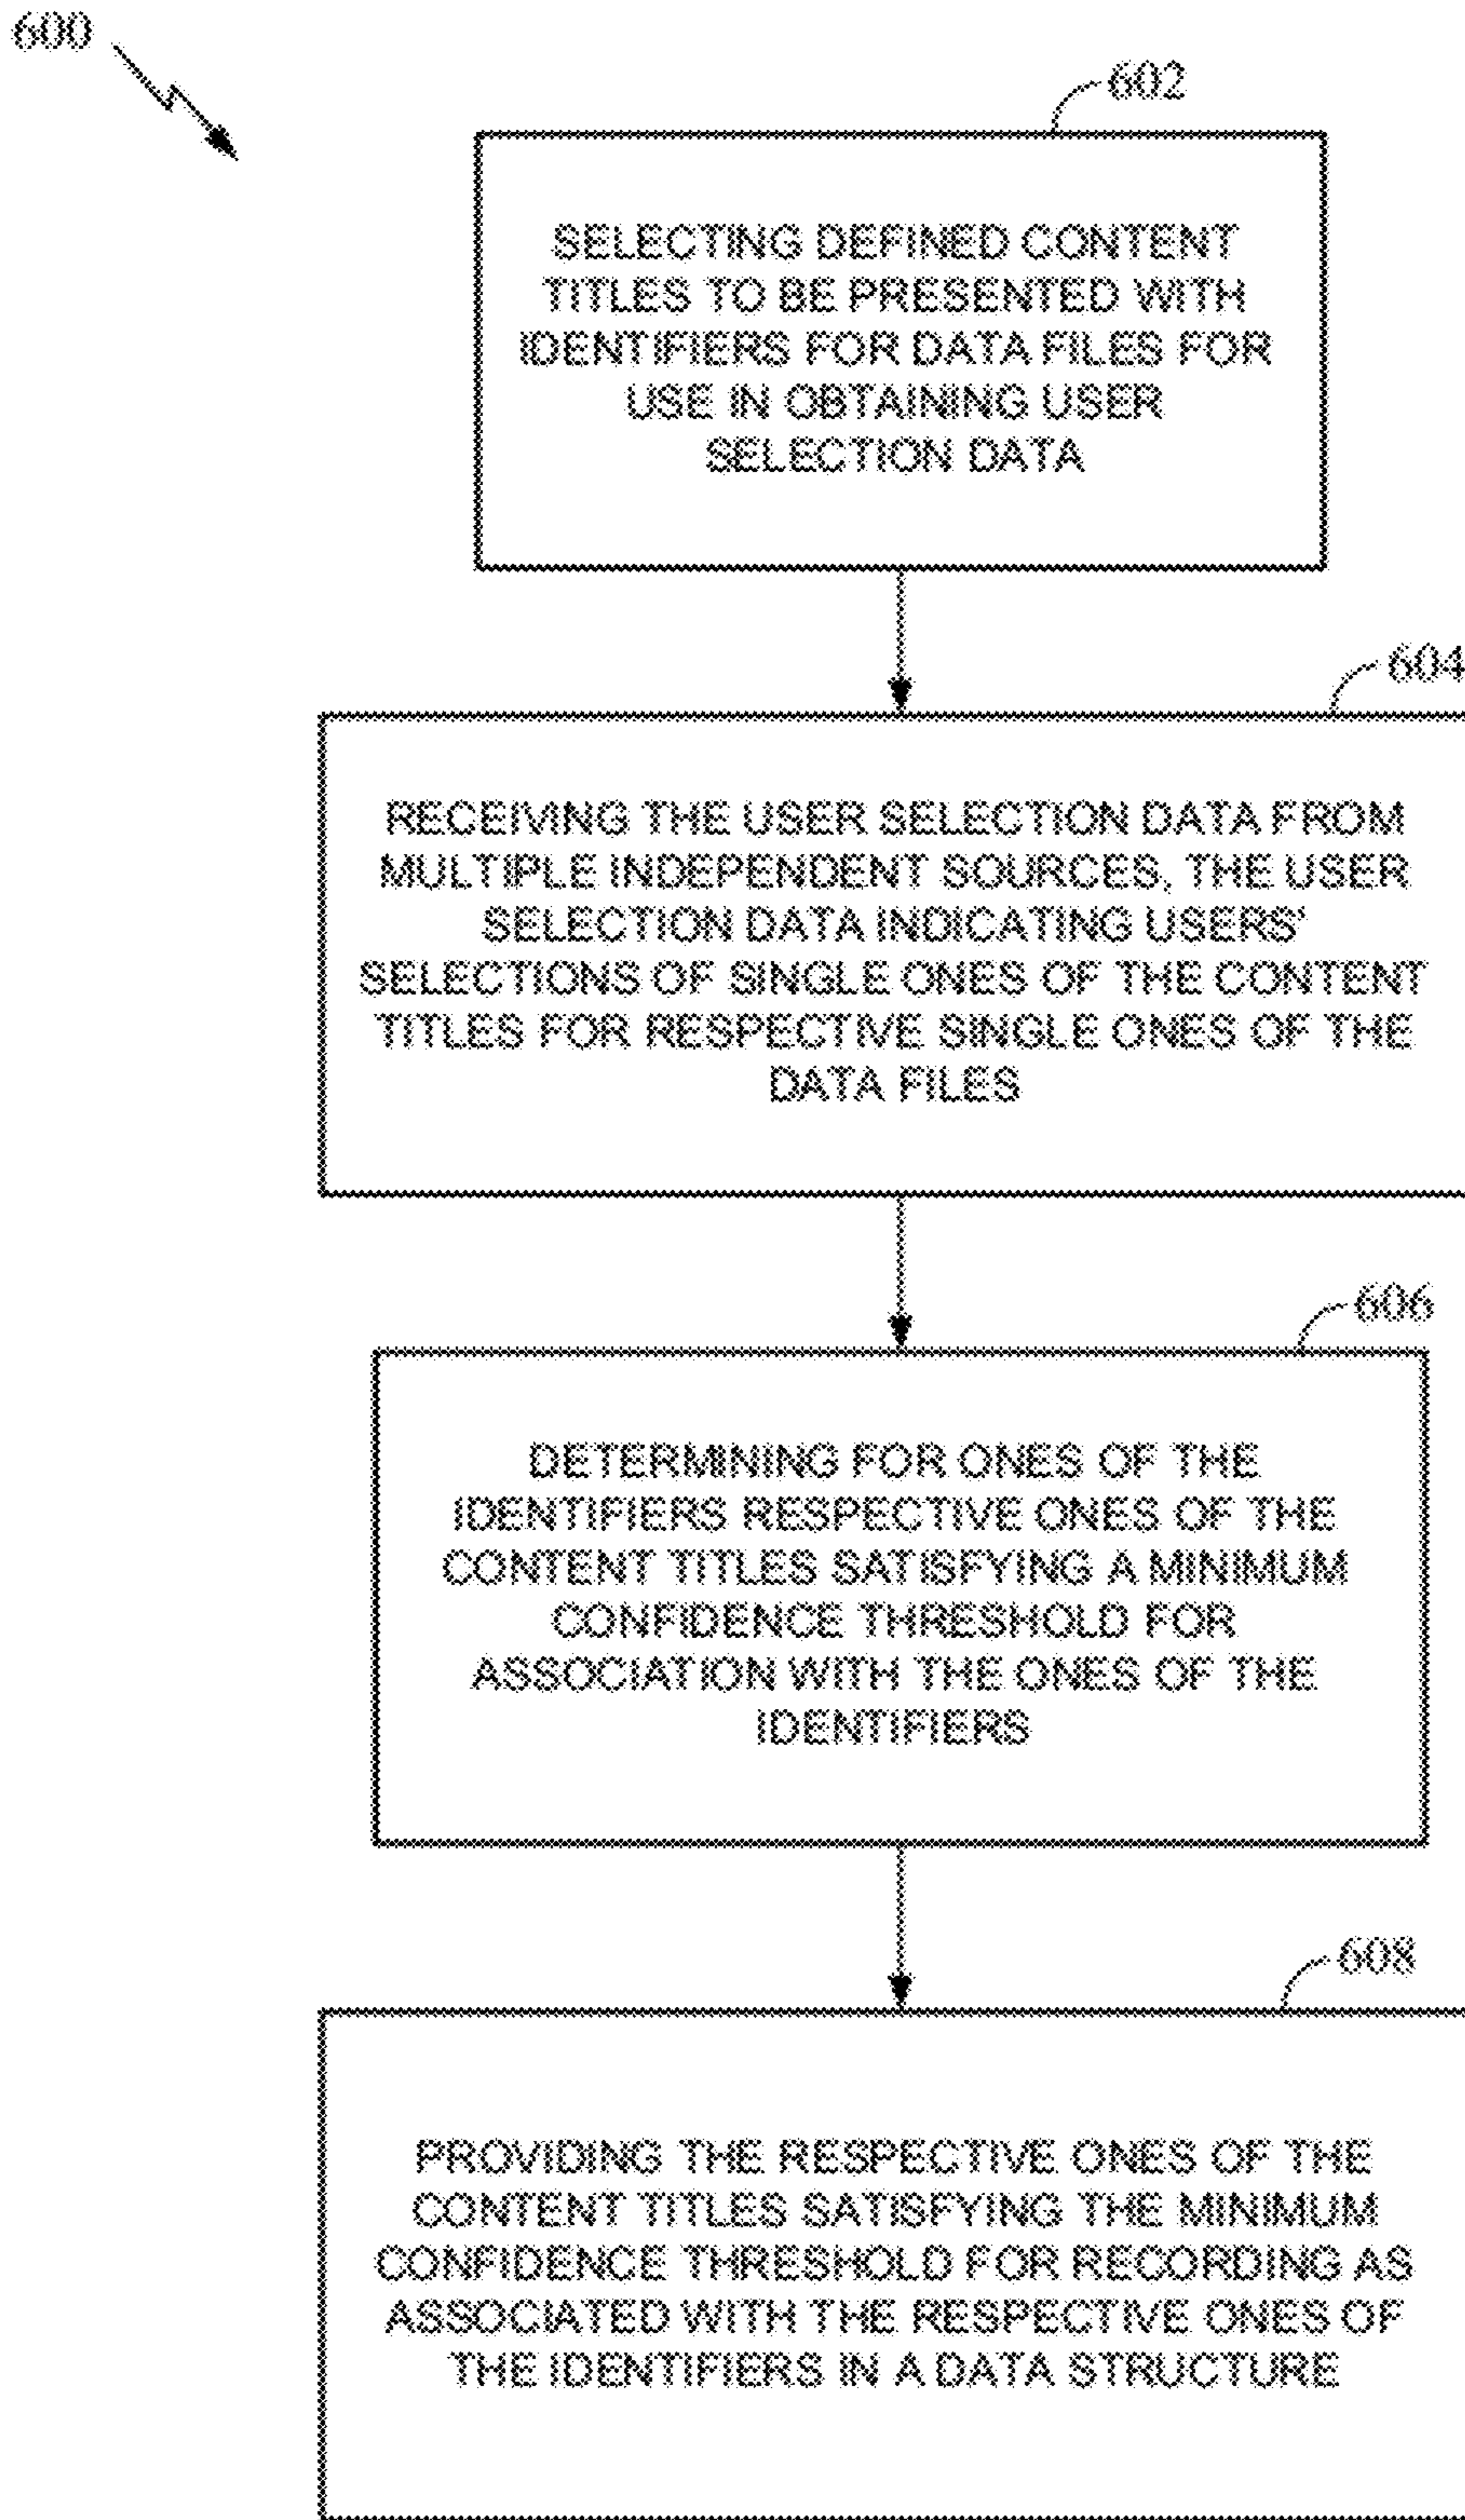 600
602
SELECTING DEFINED CONTENT
TITLES TO BE PRESENTED WITH
IDENTIFIERS FOR DATA FILES FOR
USE IN OBTAINING USER
SELECTION DATA
604
RECEIVING THE USER SELECTION DATA FROM
MULTIPLE INDEPENDENT SOURCES, THE USER
SELECTION DATA INDICATING USERS'
SELECTIONS OF SINGLE ONES OF THE CONTENT
TITLES FOR RESPECTIVE SINGLE ONES OF THE
DATA FILES
606
DETERMINING FOR ONES OF THE
IDENTIFIERS RESPECTIVE ONES OF THE
CONTENT TITLES SATISFYING A MINIMUM
CONFIDENCE THRESHOLD FOR
ASSOCIATION WITH THE ONES OF THE
IDENTIFIERS
608
PROVIDING THE RESPECTIVE ONES OF THE
CONTENT TITLES SATISFYING THE MINIMUM
CONFIDENCE THRESHOLD FOR RECORDING AS
ASSOCIATED WITH THE RESPECTIVE ONES OF
THE IDENTIFIERS IN A DATA STRUCTURE